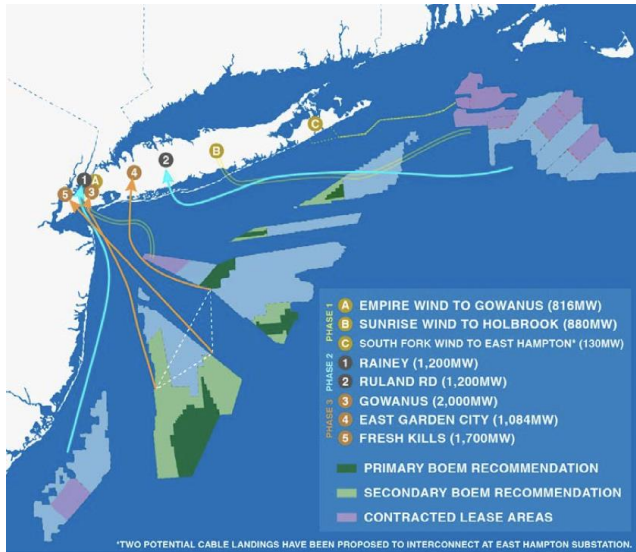 C
B
2
4
1
A
3
5
PHASE 1
A EMPIRE WIND TO GOWANUS (816MW)
B SUNRISE WIND TO HOLBROOK (880MW)
C SOUTH FORK WIND TO EAST HAMPTON* (130MW)
PHASE 2
1 RAINEY (1,200MW)
2 RULAND RD (1,200MW)
PHASE 3
3 GOWANUS (2,000MW)
4 EAST GARDEN CITY (1,084MW)
5 FRESH KILLS (1,700MW)
PRIMARY BOEM RECOMMENDATION
SECONDARY BOEM RECOMMENDATION
CONTRACTED LEASE AREAS
*TWO POTENTIAL CABLE LANDINGS HAVE BEEN PROPOSED TO INTERCONNECT AT EAST HAMPTON SUBSTATION.